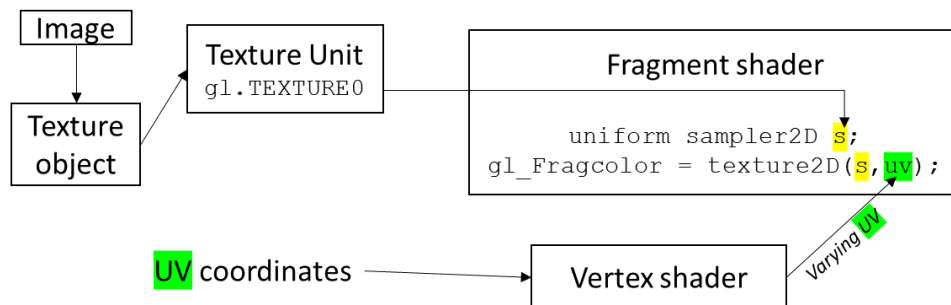 Image
Texture
object
Texture Unit
gl.TEXTURE0
Fragment shader
uniform sampler2D s;
gl_Fragcolor = texture2D(s,uv);
UV coordinates
Vertex shader
Varying UV